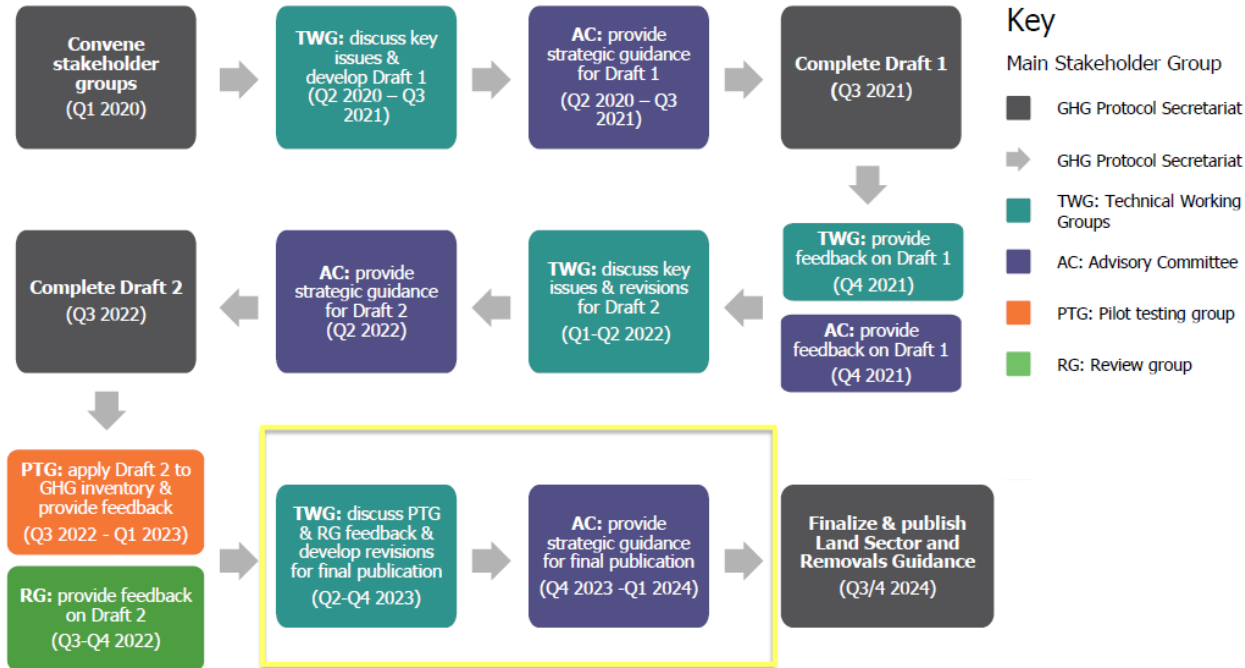 Convene
stakeholder
groups
(Q1 2020)
TWG: discuss key
issues &
develop Draft 1
(Q2 2020 – Q3
2021)
AC: provide
strategic guidance
for Draft 1
(Q2 2020 – Q3
2021)
Complete Draft 1
(Q3 2021)
TWG: provide
feedback on Draft 1
(Q4 2021)
AC: provide
feedback on Draft 1
(Q4 2021)
TWG: discuss key
issues & revisions
for Draft 2
(Q1-Q2 2022)
AC: provide
strategic guidance
for Draft 2
(Q2 2022)
Complete Draft 2
(Q3 2022)
PTG: apply Draft 2 to
GHG inventory &
provide feedback
(Q3 2022 - Q1 2023)
RG: provide feedback
on Draft 2
(Q3-Q4 2022)
TWG: discuss PTG
& RG feedback &
develop revisions
for final publication
(Q2-Q4 2023)
AC: provide
strategic guidance
for final publication
(Q4 2023 -Q1 2024)
Finalize & publish
Land Sector and
Removals Guidance
(Q3/4 2024)
Key
Main Stakeholder Group
GHG Protocol Secretariat
GHG Protocol Secretariat
TWG: Technical Working
Groups
AC: Advisory Committee
PTG: Pilot testing group
RG: Review group